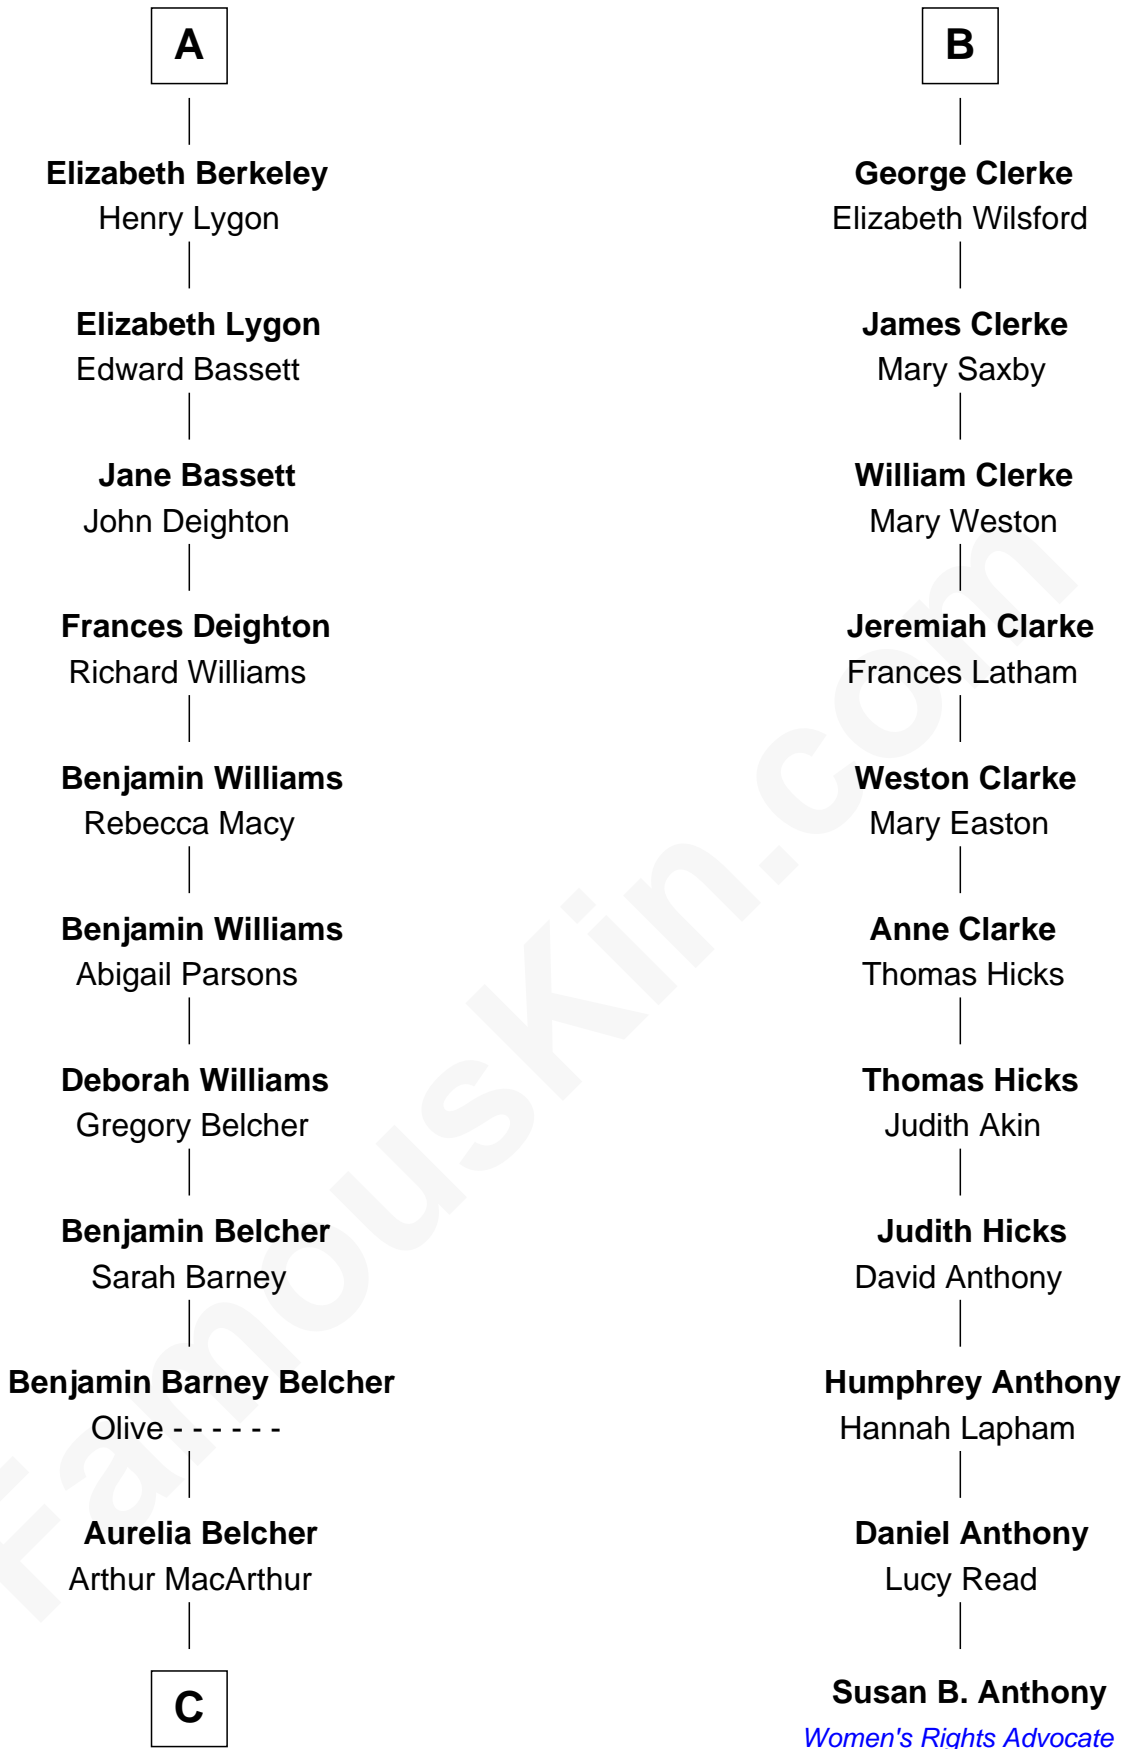 A
Elizabeth Berkeley
Henry Lygon
Elizabeth Lygon
Edward Bassett
Jane Bassett
John Deighton
Frances Deighton
Richard Williams
Benjamin Williams
Rebecca Macy
Benjamin Williams
Abigail Parsons
Deborah Williams
Gregory Belcher
Benjamin Belcher
Sarah Barney
Benjamin Barney Belcher
Olive - - - - - -
Aurelia Belcher
Arthur MacArthur
C
B
George Clerke
Elizabeth Wilsford
James Clerke
Mary Saxby
William Clerke
Mary Weston
Jeremiah Clarke
Frances Latham
Weston Clarke
Mary Easton
Anne Clarke
Thomas Hicks
Thomas Hicks
Judith Akin
Judith Hicks
David Anthony
Humphrey Anthony
Hannah Lapham
Daniel Anthony
Lucy Read
Susan B. Anthony
Women's Rights Advocate
FamousKin.com